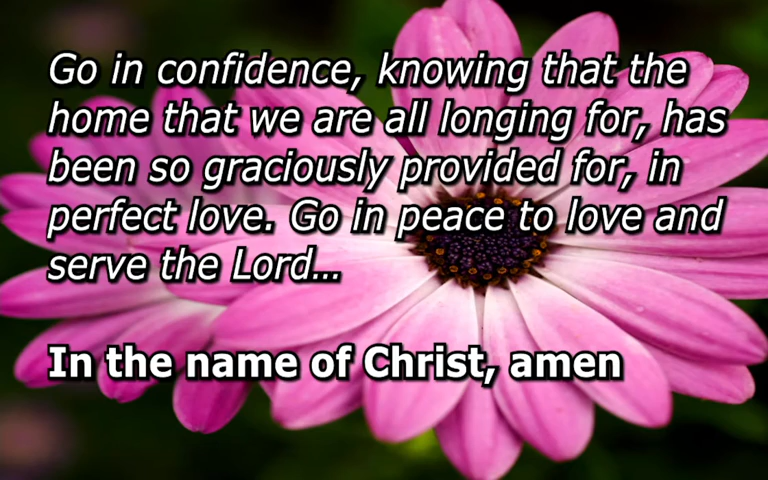 Go in confidence, knowing that the
home that we are all longing for, has
been so graciously provided for, in
perfect love. Go in peace to love and
serve the Lord...
In the name of Christ, amen